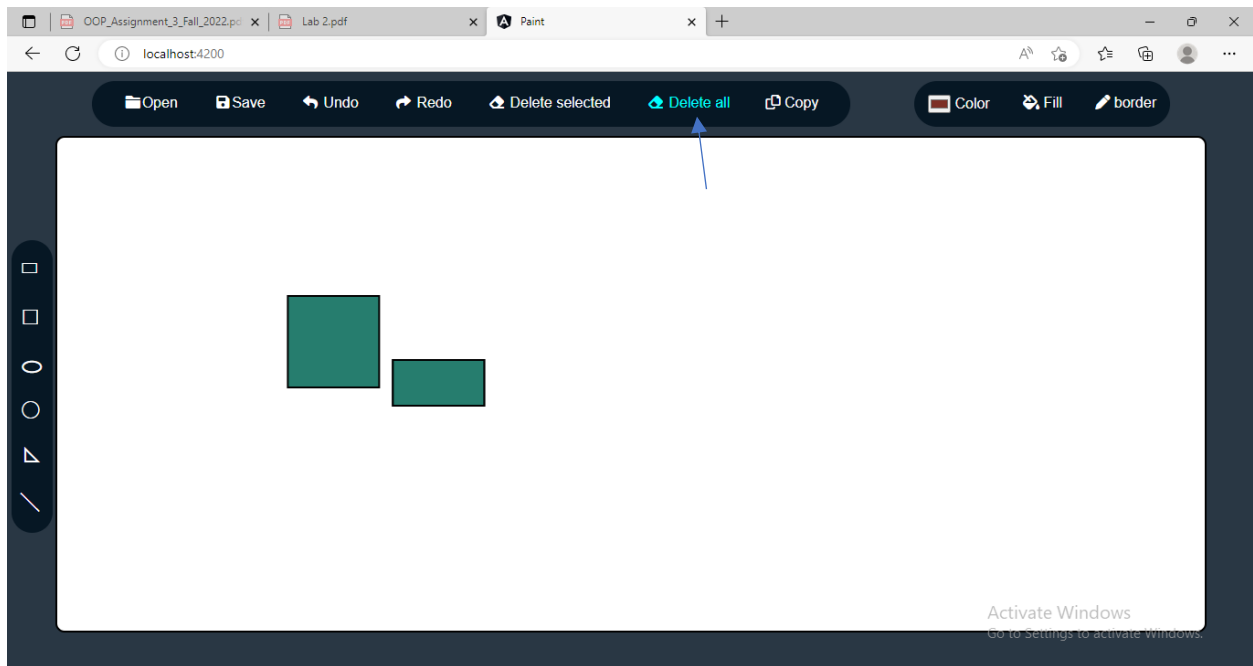 OOP_Assignment_3_Fall_2022.pd Lab 2.pdf Paint
localhost:4200
Open Save Undo Redo Delete selected Delete all Copy Color Fill border
Activate Windows
Go to Settings to activate Windows.